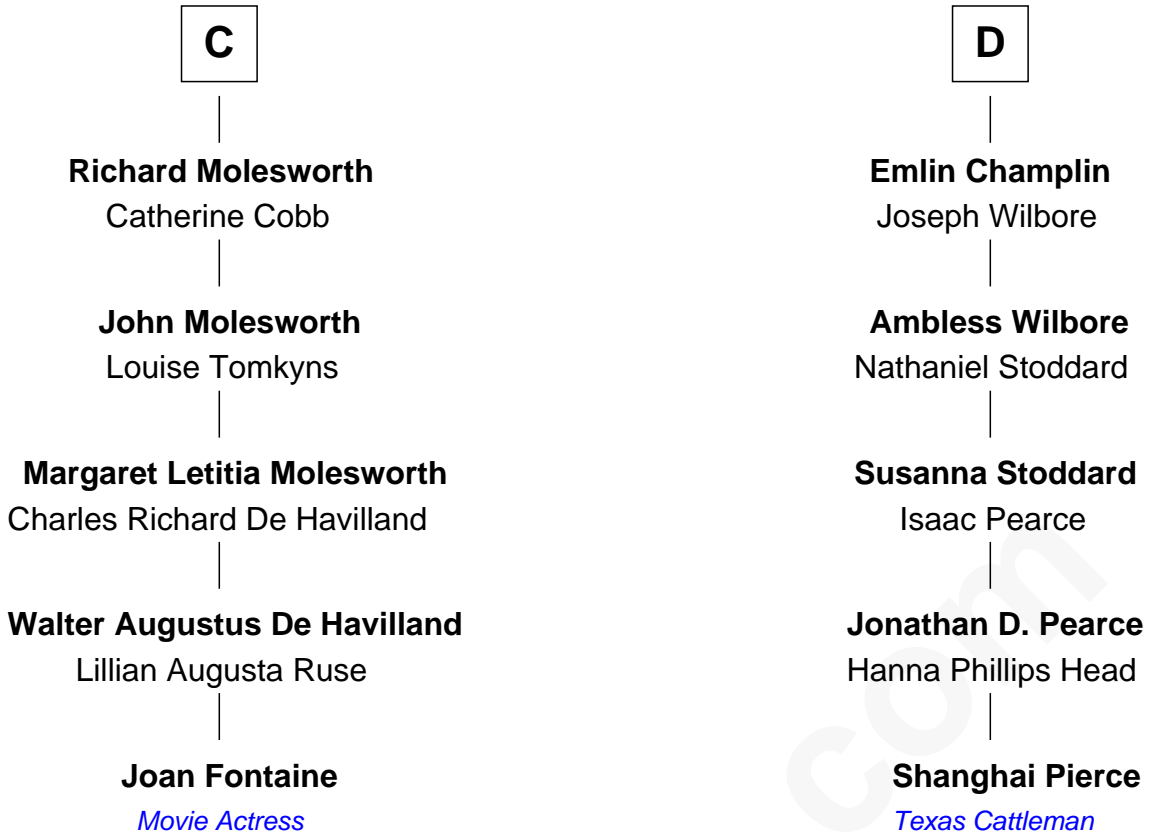 C
Richard Molesworth
Catherine Cobb
John Molesworth
Louise Tomkyns
Margaret Letitia Molesworth
Charles Richard De Havilland
Walter Augustus De Havilland
Lillian Augusta Ruse
Joan Fontaine
Movie Actress
D
Emlin Champlin
Joseph Wilbore
Ambless Wilbore
Nathaniel Stoddard
Susanna Stoddard
Isaac Pearce
Jonathan D. Pearce
Hanna Phillips Head
Shanghai Pierce
Texas Cattleman
com